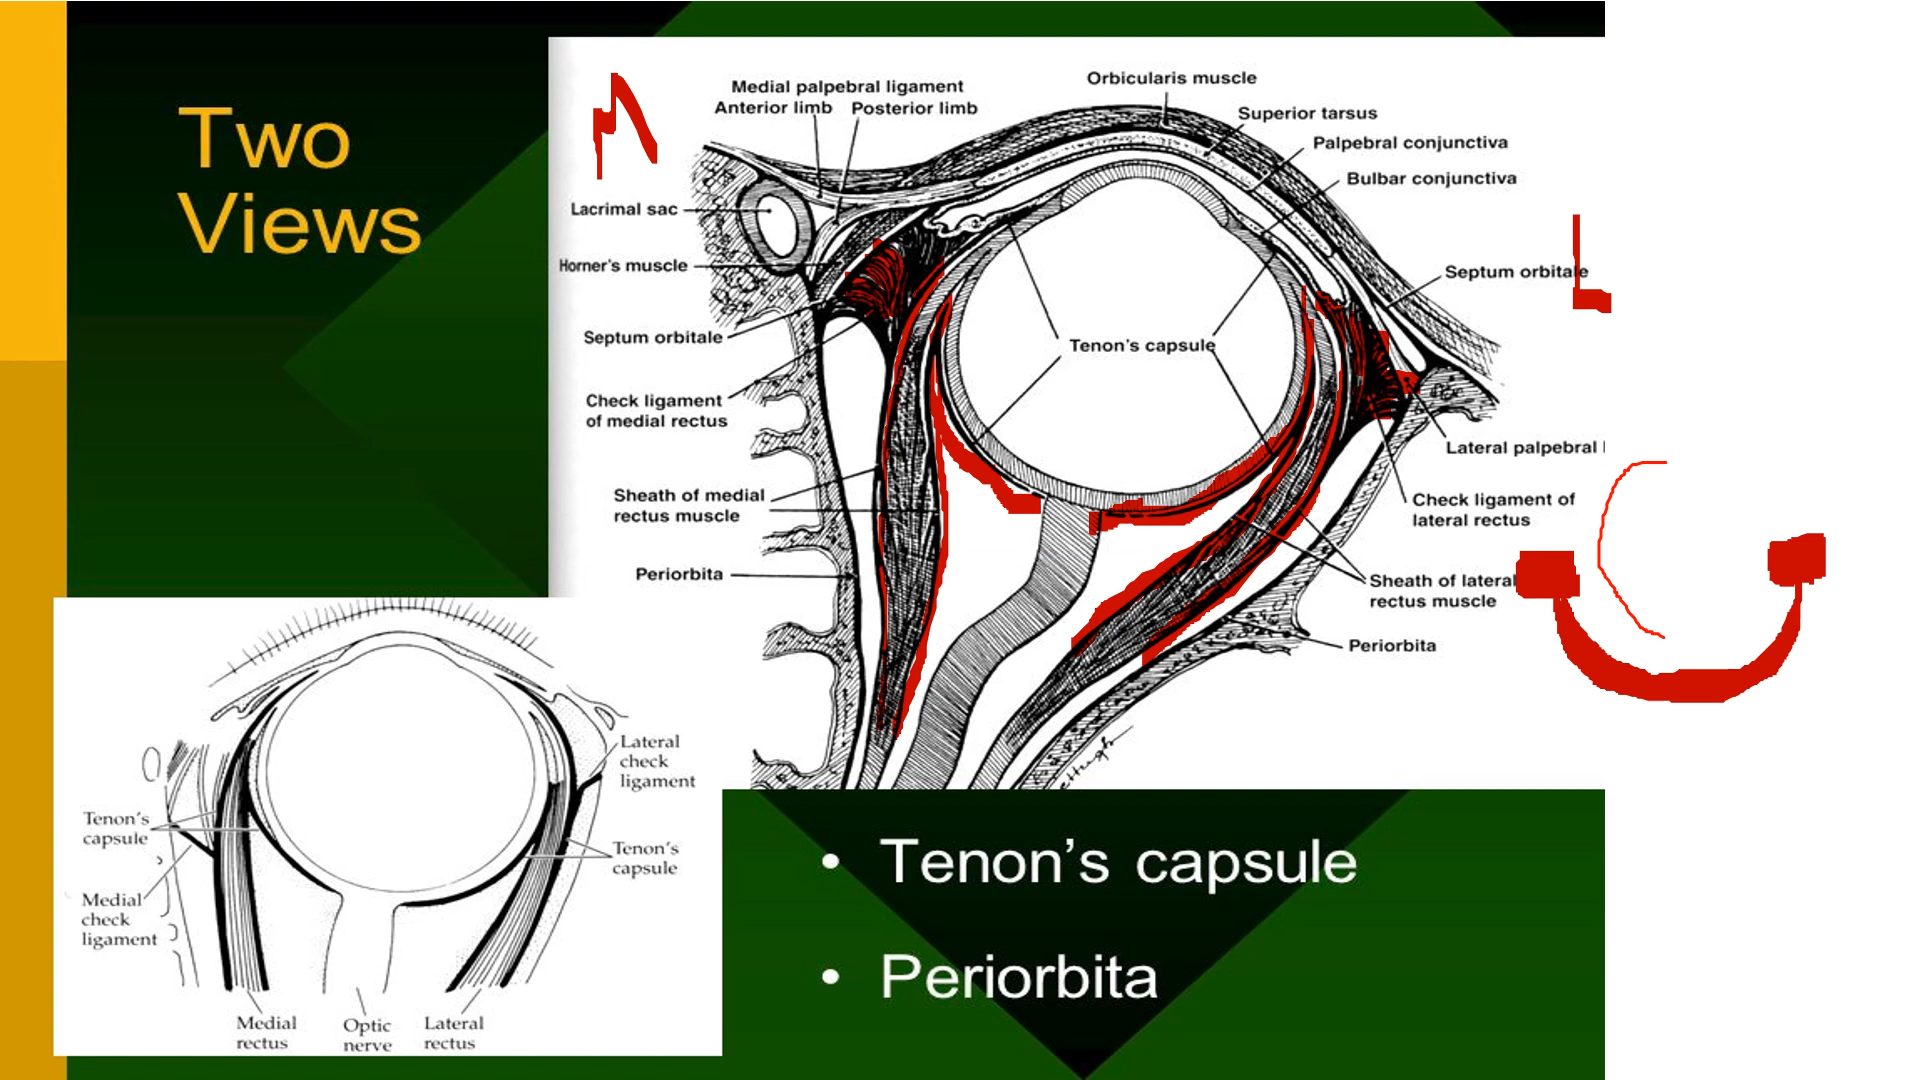 Two
Views
M
Medial palpebral ligament
Anterior limb Posterior limb
Orbicularis muscle
Superior tarsus
Palpebral conjunctiva
Bulbar conjunctiva
Lacrimal sac
Horner's muscle
Septum orbitale
L
Septum orbitale
Tenon's capsule
Check ligament
of medial rectus
Lateral palpebral l
Sheath of medial
rectus muscle
Check ligament of
lateral rectus
Periorbita
Sheath of lateral
rectus muscle
Periorbita
Lateral
check
ligament
Tenon's
capsule
Tenon's
capsule
Medial
check
ligament
Medial
rectus
Optic
nerve
Lateral
rectus
• Tenon's capsule
• Periorbita